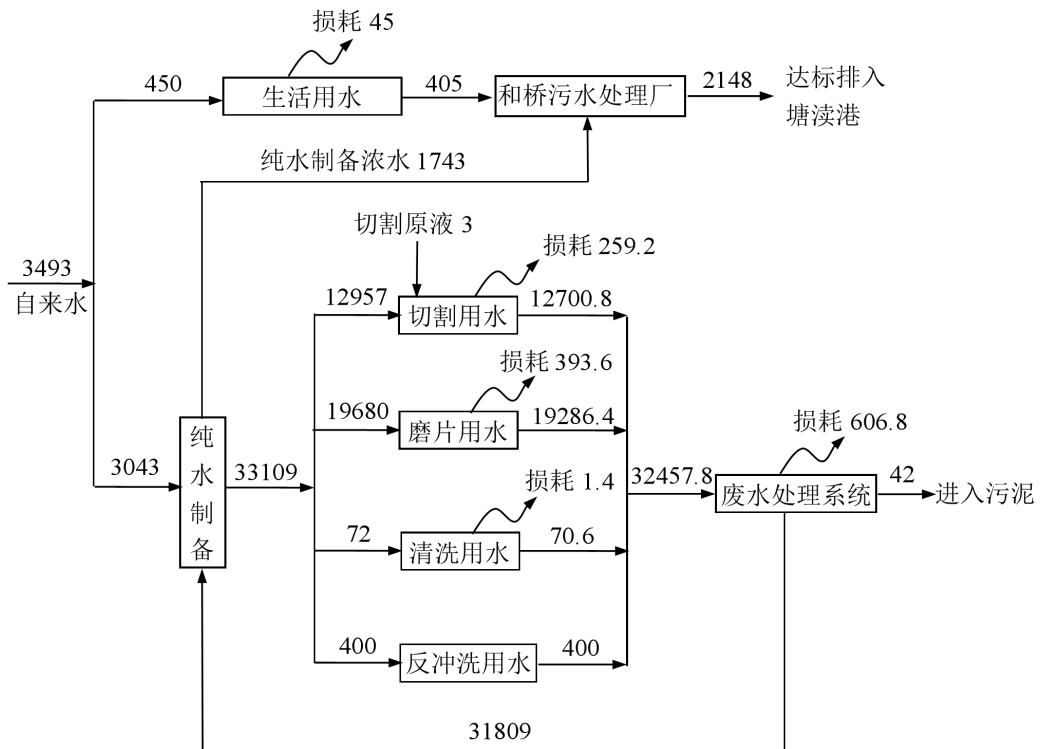 损耗 45
450
生活用水
405
和桥污水处理厂
2148
达标排入
塘渎港
纯水制备浓水 1743
切割原液 3
损耗 259.2
3493
自来水
12957
切割用水
12700.8
损耗 393.6
19680
磨片用水
19286.4
损耗 606.8
纯水制备
3043
33109
损耗 1.4
32457.8
废水处理系统
42
进入污泥
72
清洗用水
70.6
400
反冲洗用水
400
31809